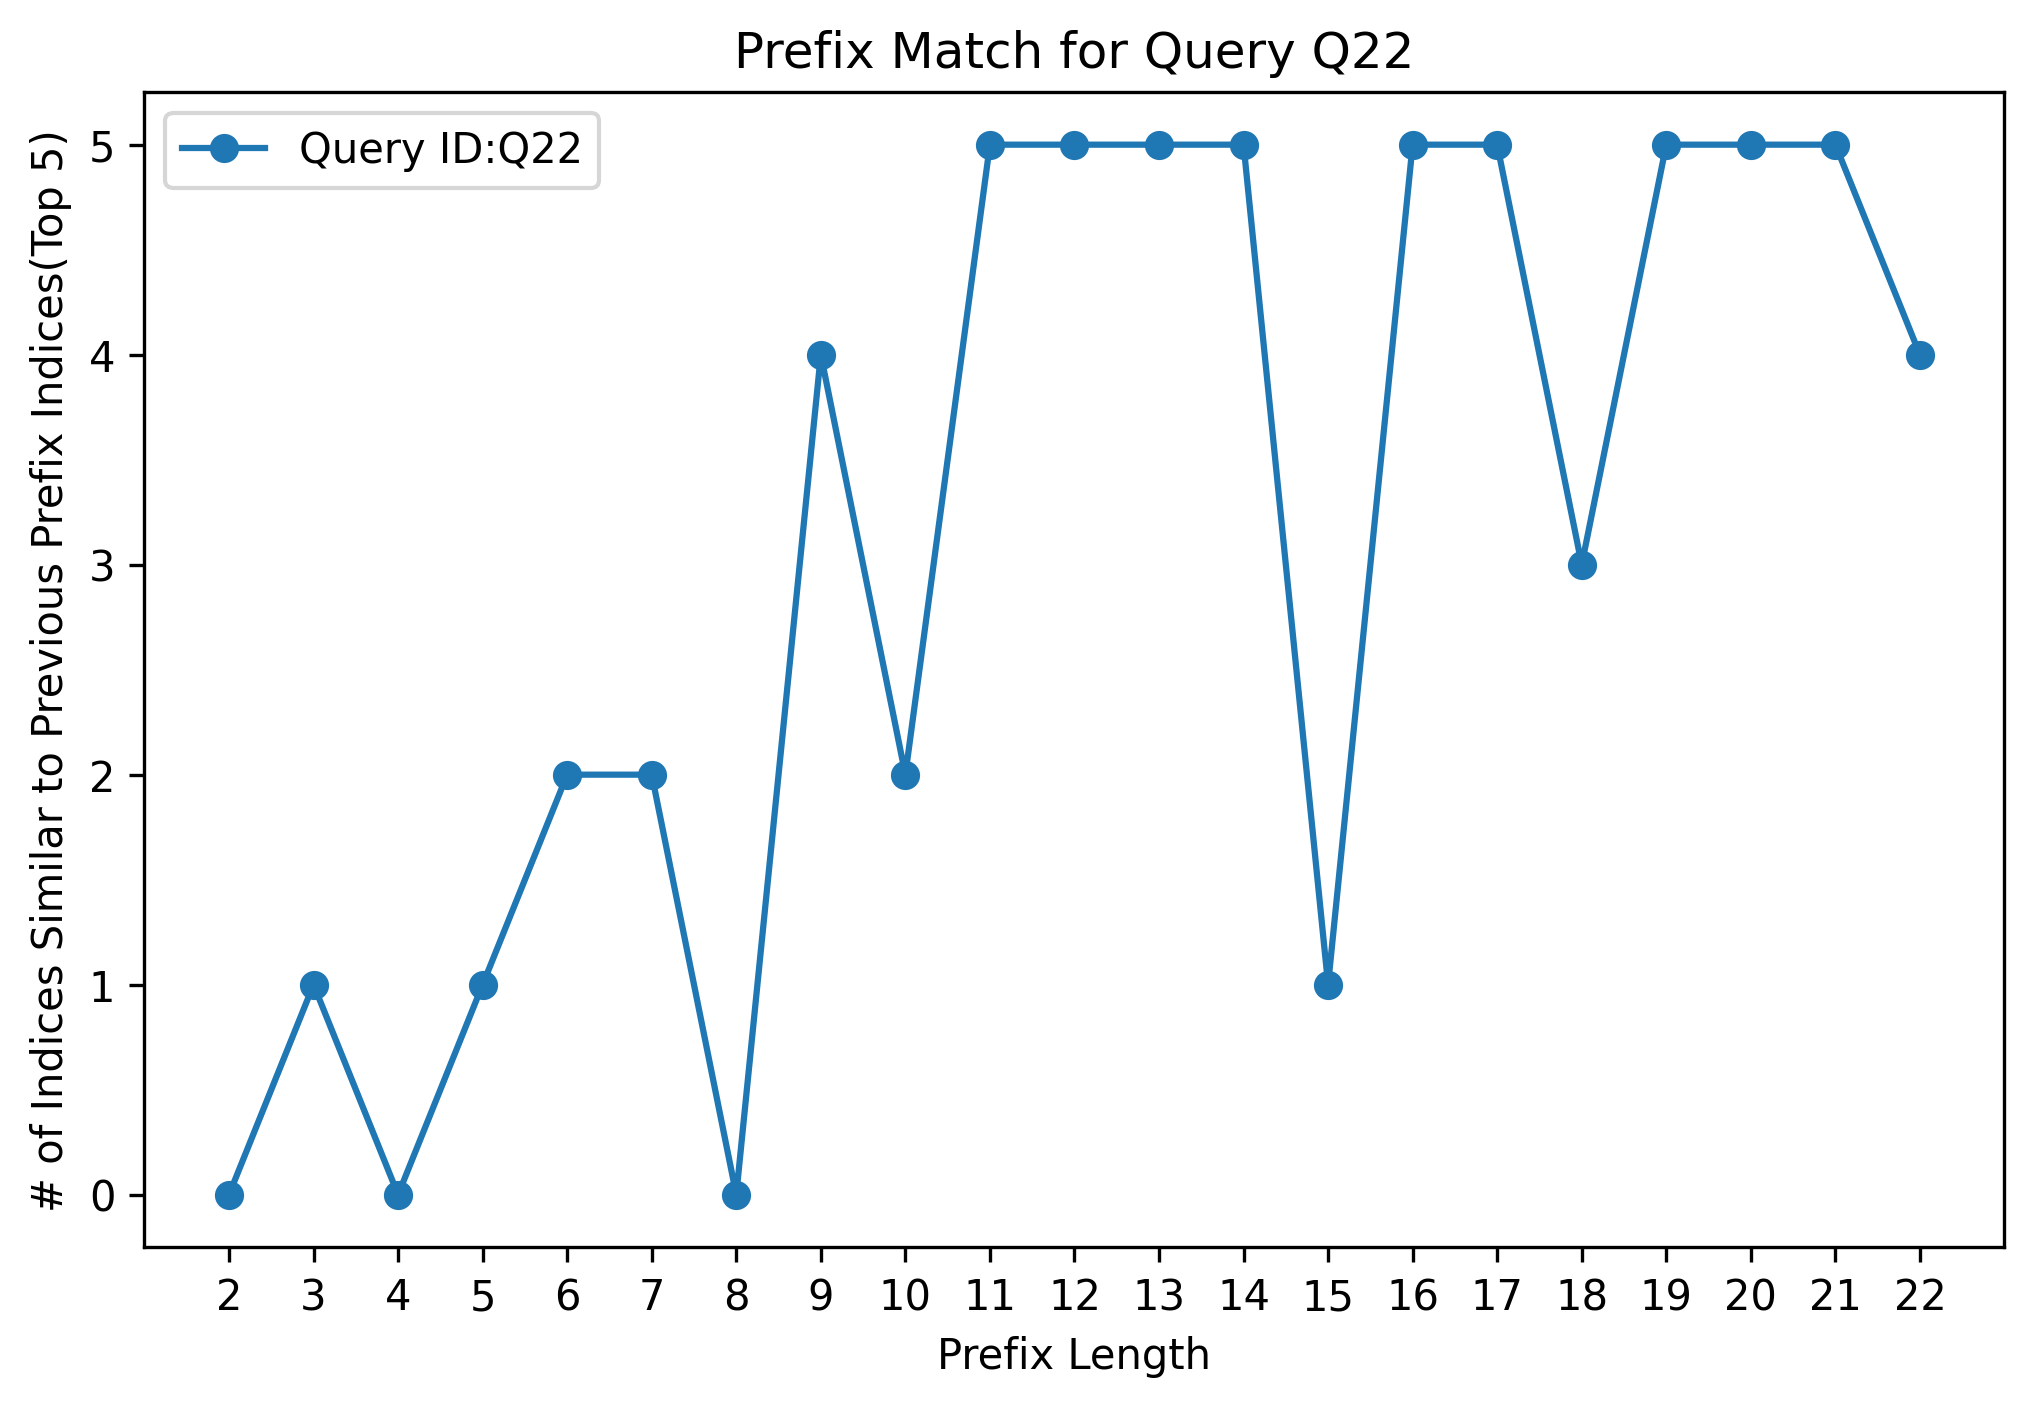 Prefix Match for Query Q22
Query ID:Q22
# of Indices Similar to Previous Prefix Indices(Top 5)
5
4
3
2
1
0
2 3 4 5 6 7 8 9 10 11 12 13 14 15 16 17 18 19 20 21 22
Prefix Length